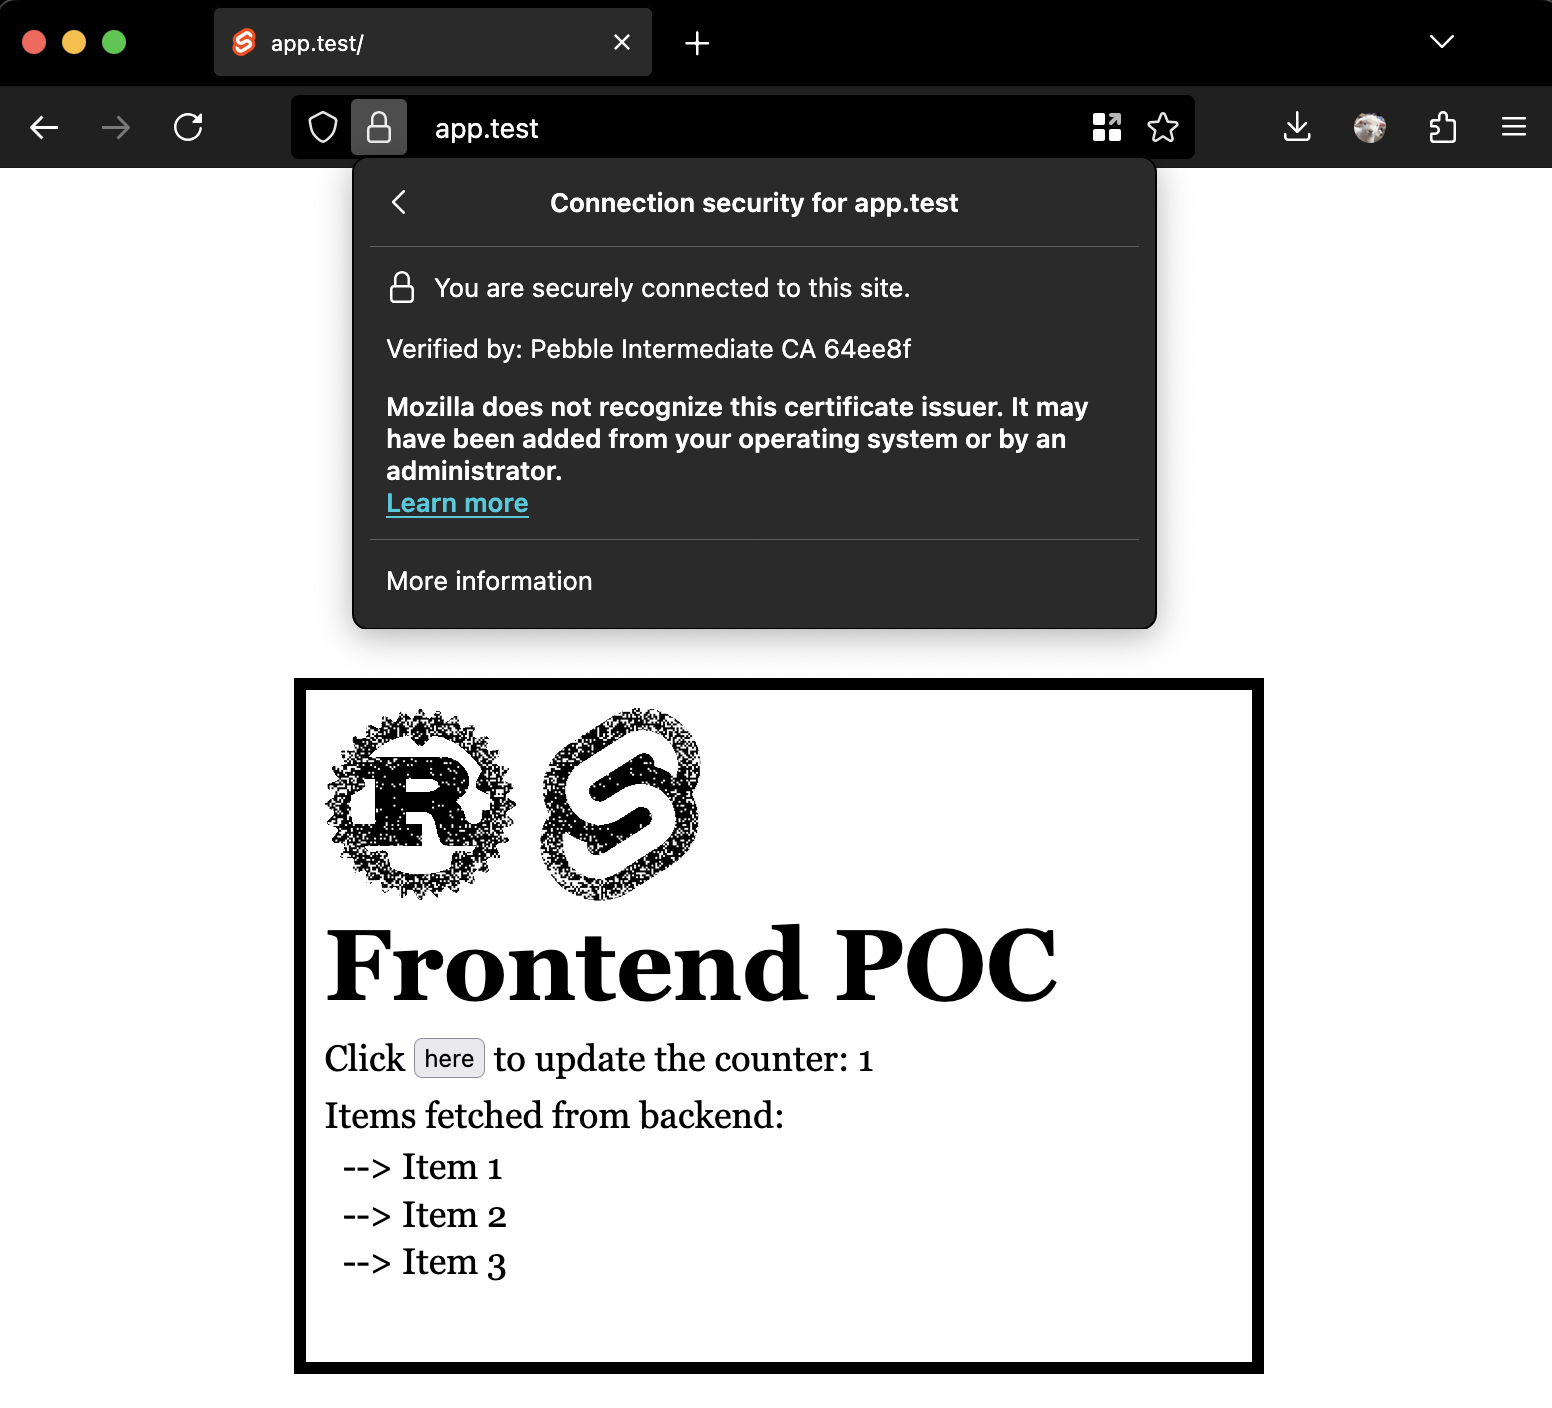 app.test/
app.test
Connection security for app.test
You are securely connected to this site.
Verified by: Pebble Intermediate CA 64ee8f
Mozilla does not recognize this certificate issuer. It may
have been added from your operating system or by an
administrator.
Learn more
More information
R S
Frontend POC
Click here to update the counter: 1
Items fetched from backend:
--> Item 1
--> Item 2
--> Item 3